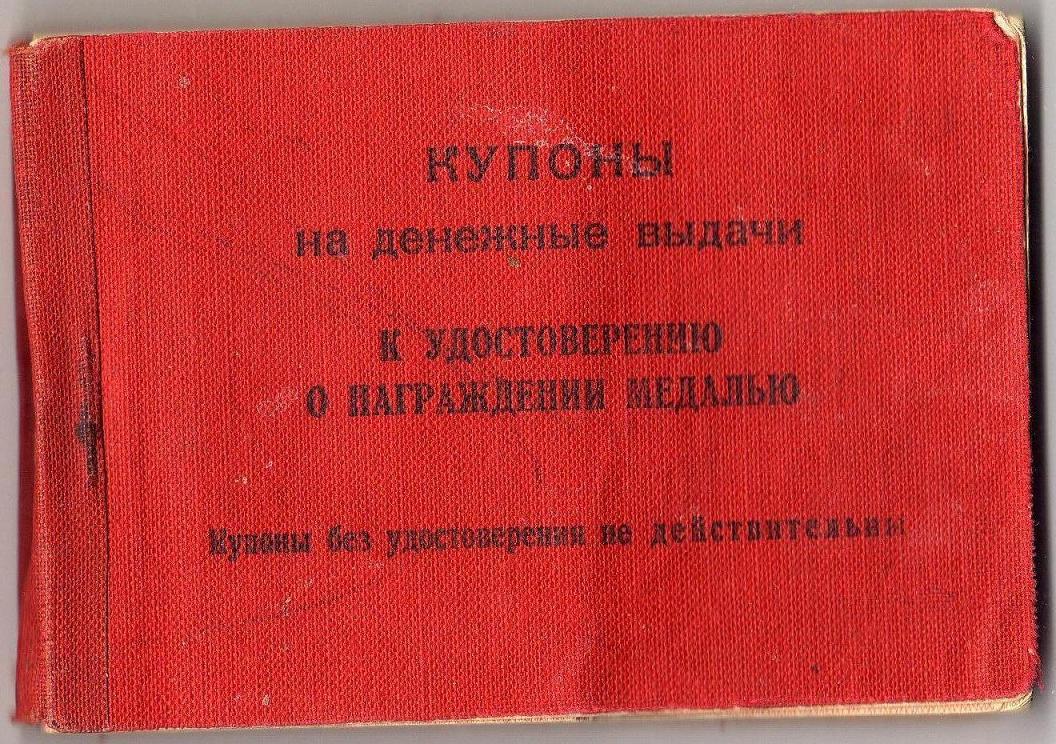 КУПОНЫ
на денежные выдачи
К УДОСТОВЕРЕНИЮ
О НАГРАЖДЕНИИ МЕДАЛЬЮ
Купоны без удостоверения не действительны